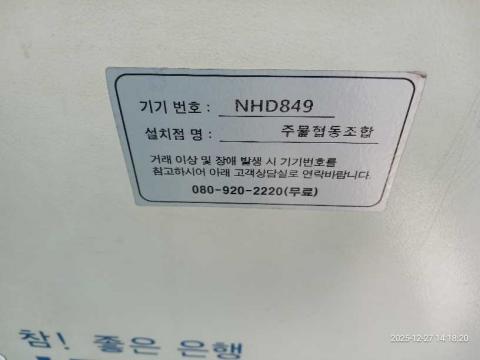 기기 번호 : NHD849
설치점 명 : 주물협동조합
거래 이상 및 장애 발생 시 기기번호를
참고하시어 아래 고객상담실로 연락바랍니다.
080-920-2220(무료)
참! 좋은 은행
2025-12-27 14:18:20